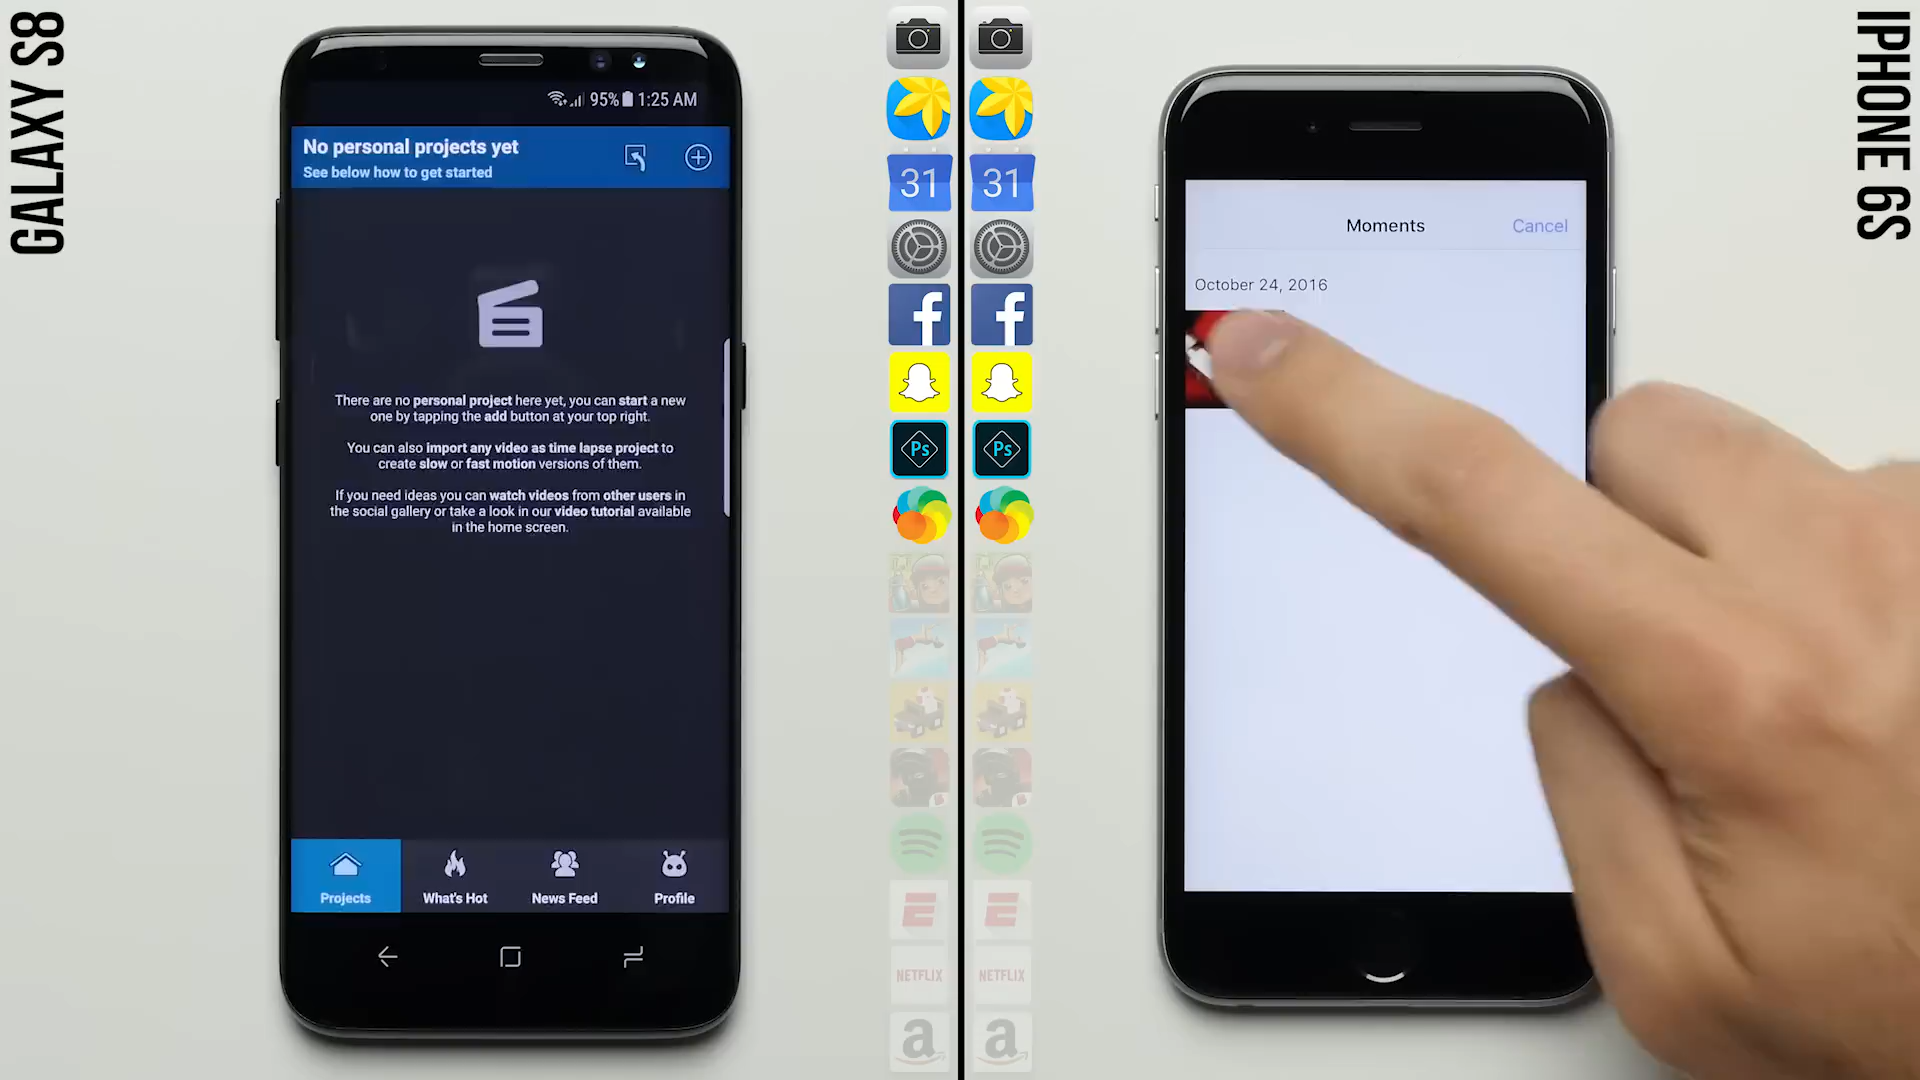 GALAXY S8
95% 1:25 AM
No personal projects yet
See below how to get started
There are no personal project here yet, you can start a new
one by tapping the add button at your top right.
You can also import any video as time lapse project to
create slow or fast motion versions of them.
If you need ideas you can watch videos from other users in
the social gallery or take a look in our video tutorial available
in the home screen.
Projects
What's Hot
News Feed
Profile
31
31
f
f
Ps
Ps
E
E
NETFLIX
NETFLIX
a
a
IPHONE 6S
Moments
Cancel
October 24, 2016